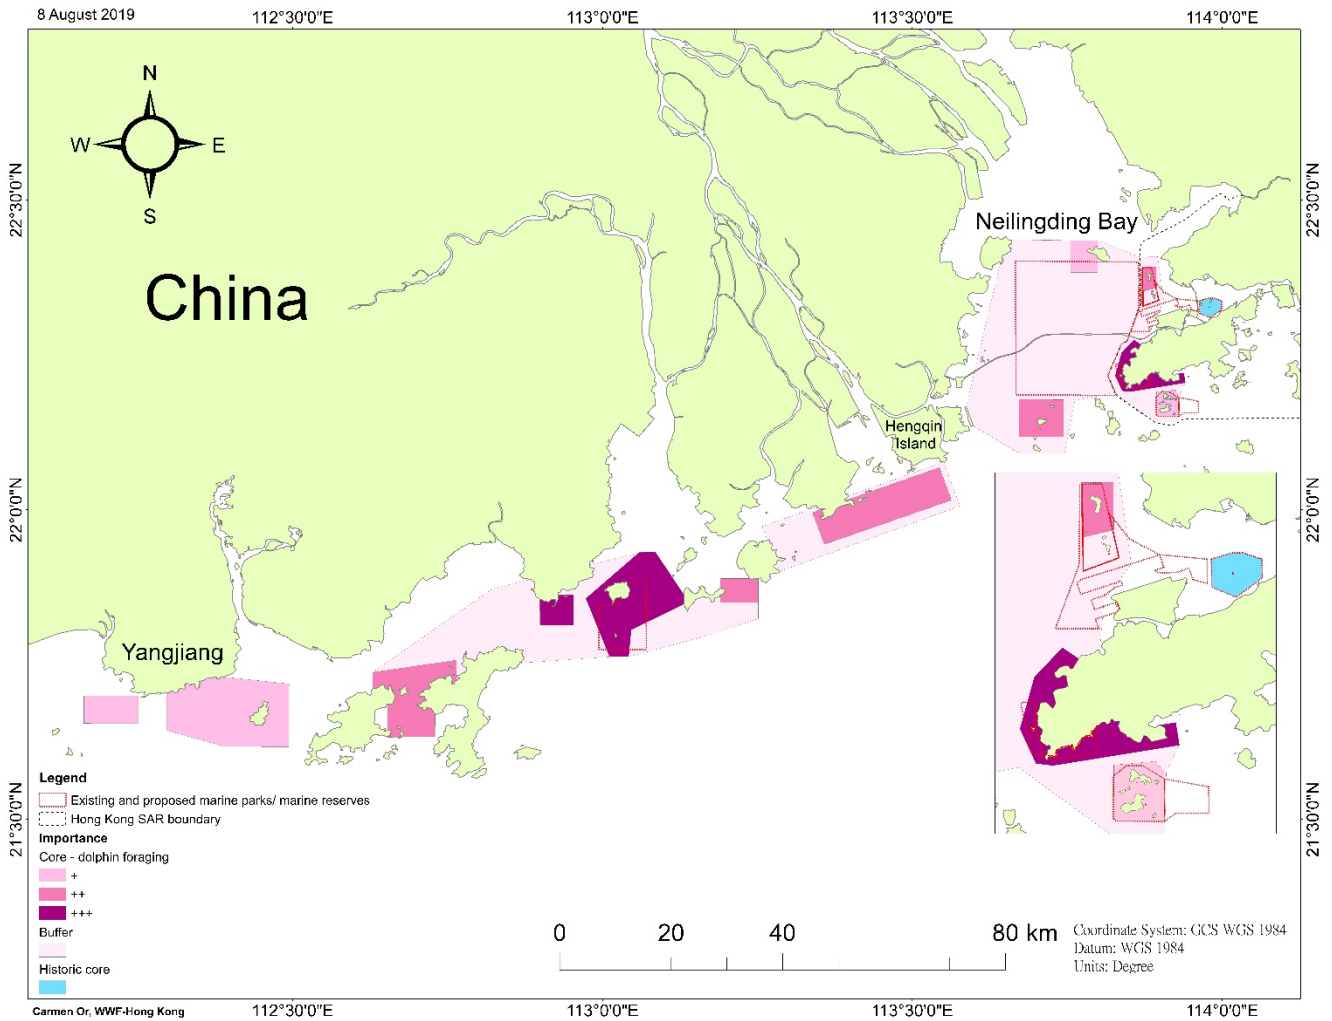 8 August 2019
112°30'0"E
113°0'0"E
113°30'0"E
114°0'0"E
N
W
E
S
22°30'0"N
22°30'0"N
Neilingding Bay
China
Hengqin
Island
22°0'0"N
22°0'0"N
Yangjiang
Legend
Existing and proposed marine parks/ marine reserves
Hong Kong SAR boundary
Importance
Core - dolphin foraging
+
++
+++
Buffer
Historic core
21°30'0"N
21°30'0"N
0
20
40
80 km
Coordinate System: GCS WGS 1984
Datum: WGS 1984
Units: Degree
Carmen Or, WWF-Hong Kong
112°30'0"E
113°0'0"E
113°30'0"E
114°0'0"E